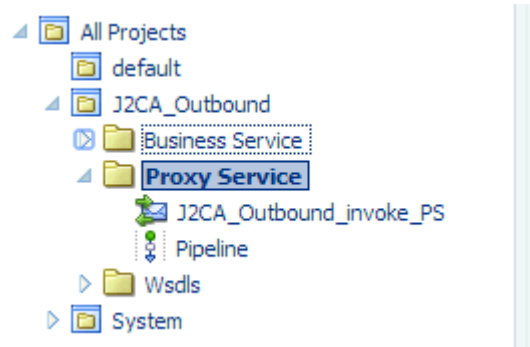 All Projects
default
J2CA_Outbound
Business Service
Proxy Service
J2CA_Outbound_invoke_PS
Pipeline
Wsdls
System